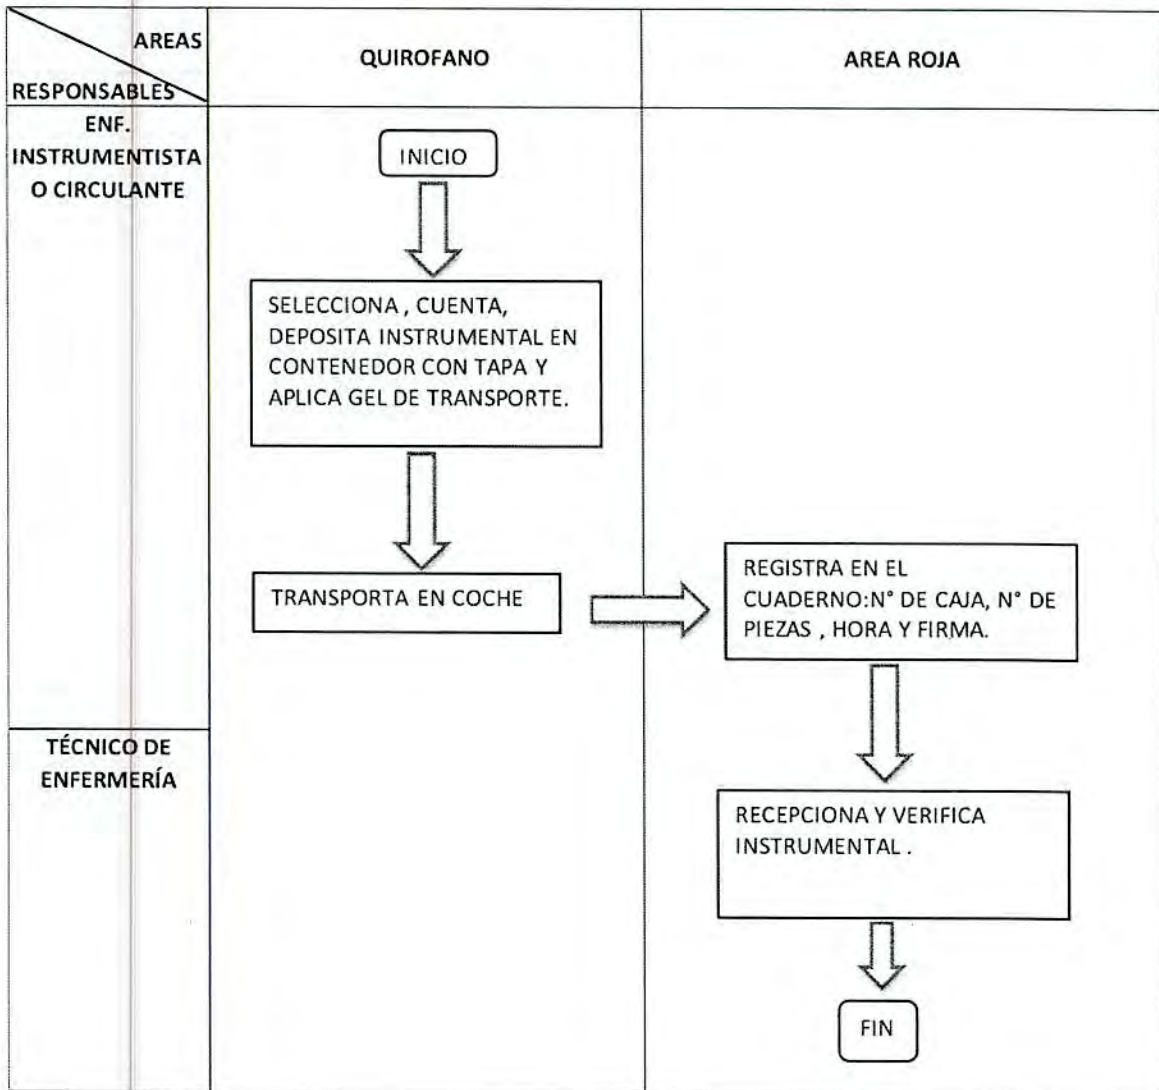 AREAS
RESPONSABLES
QUIROFANO
AREA ROJA
ENF.
INSTRUMENTISTA
O CIRCULANTE
INICIO
SELECCIONA , CUENTA,
DEPOSITA INSTRUMENTAL EN
CONTENEDOR CON TAPA Y
APLICA GEL DE TRANSPORTE.
TRANSPORTA EN COCHE
REGISTRA EN EL
CUADERNO:N° DE CAJA, N° DE
PIEZAS , HORA Y FIRMA.
TÉCNICO DE
ENFERMERÍA
RECEPCIONA Y VERIFICA
INSTRUMENTAL .
FIN